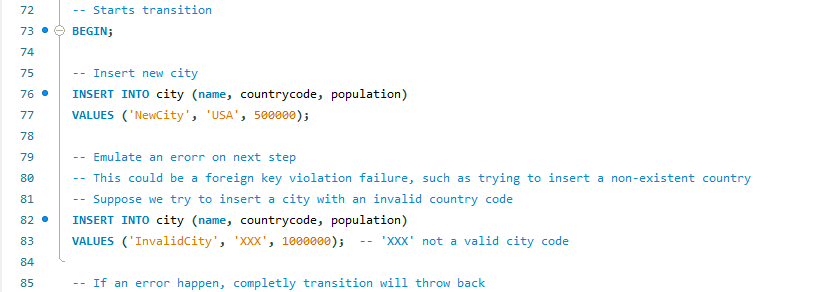 72 -- Starts transition
73 BEGIN;
74
75 -- Insert new city
76 INSERT INTO city (name, countrycode, population)
77 VALUES ('NewCity', 'USA', 500000);
78
79 -- Emulate an erorr on next step
80 -- This could be a foreign key violation failure, such as trying to insert a non-existent country
81 -- Suppose we try to insert a city with an invalid country code
82 INSERT INTO city (name, countrycode, population)
83 VALUES ('InvalidCity', 'XXX', 1000000);  -- 'XXX' not a valid city code
84
85 -- If an error happen, completly transition will throw back